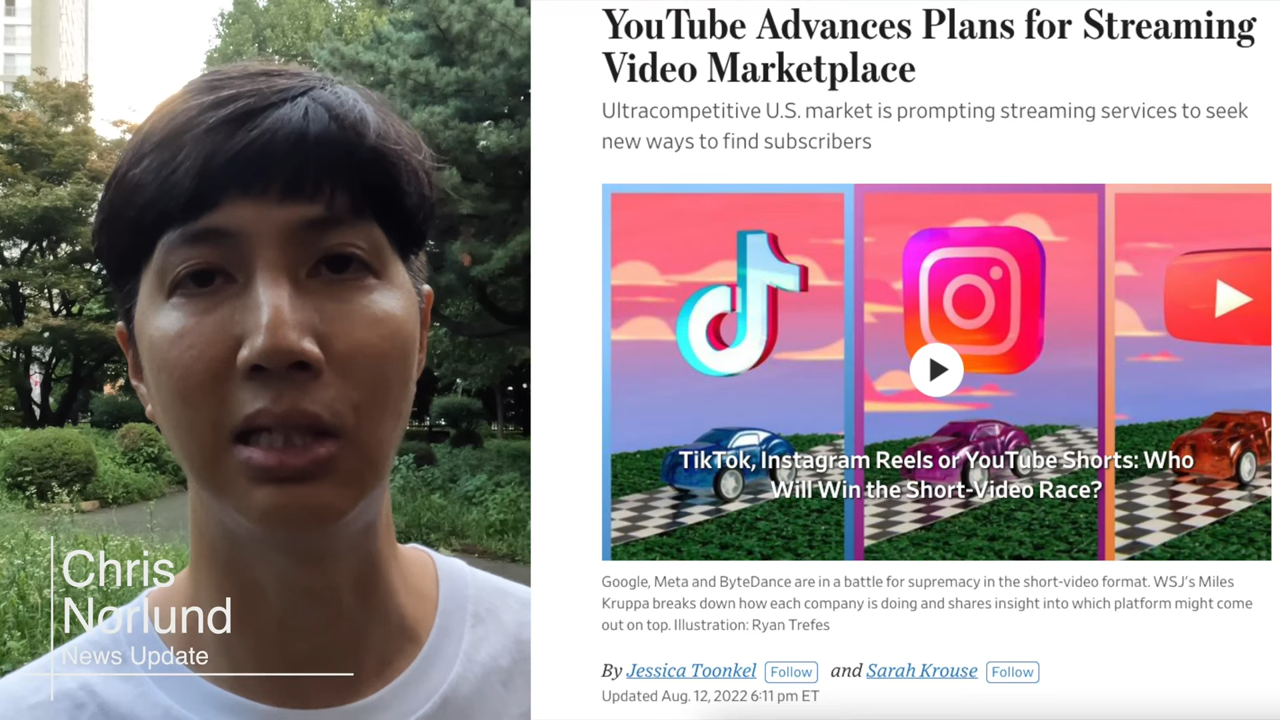 Chris
Norlund
News Update
YouTube Advances Plans for Streaming
Video Marketplace
Ultracompetitive U.S. market is prompting streaming services to seek
new ways to find subscribers
TikTok, Instagram Reels or YouTube Shorts: Who
Will Win the Short-Video Race?
Google, Meta and ByteDance are in a battle for supremacy in the short-video format. WSJ's Miles
Kruppa breaks down how each company is doing and shares insight into which platform might come
out on top. Illustration: Ryan Trefes
By Jessica Toonkel Follow and Sarah Krouse Follow
Updated Aug. 12, 2022 6:11 pm ET